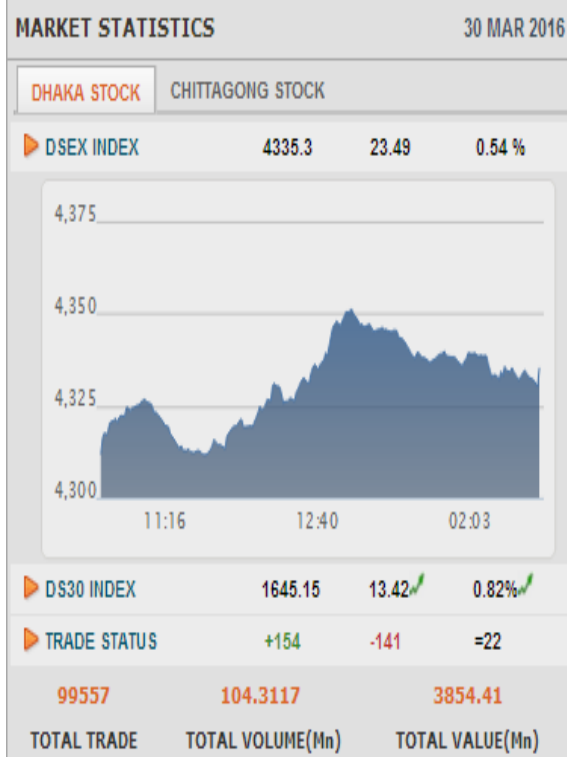 MARKET STATISTICS 30 MAR 2016
DHAKA STOCK CHITTAGONG STOCK
DSEX INDEX 4335.3 23.49 0.54 %
4,375
4,350
4,325
4,300
11:16 12:40 02:03
DS30 INDEX 1645.15 13.42 0.82%
TRADE STATUS +154 -141 =22
99557 104.3117 3854.41
TOTAL TRADE TOTAL VOLUME(Mn) TOTAL VALUE(Mn)